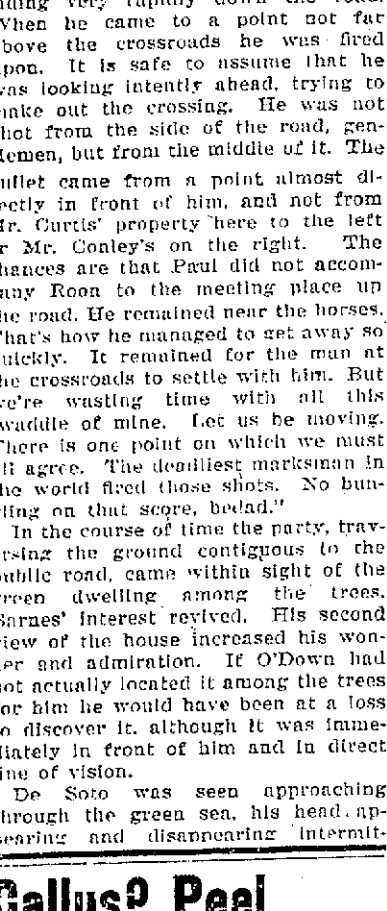 When he came to a point not far
above the crossroads he was fired
upon. It is safe to assume that he
was looking intently ahead, trying to
make out the crossing. He was not
shot from the side of the road, gen-
tlemen, but from the middle of it. The
bullet came from a point almost di-
rectly in front of him, and not from
Mr. Curtis' property here to the left
or Mr. Conley's on the right. The
chances are that Paul did not accom-
pany Roon to the meeting place up
the road. He remained near the horses.
That's how he managed to get away so
quickly. It remained for the man at
the crossroads to settle with him. But
we're wasting time with all this
twaddle of mine. Let us be moving.
There is one point on which we must
all agree. The deadliest marksman in
the world fired those shots. No bun-
gling on that score, bedad."
In the course of time the party, trav-
ersing the ground contiguous to the
public road, came within sight of the
green dwelling among the trees.
Barnes' interest revived. His second
view of the house increased his won-
der and admiration. If O'Down had
not actually located it among the trees
for him he would have been at a loss
to discover it, although it was imme-
diately in front of him and in direct
line of vision.
De Soto was seen approaching
through the green sea, his head ap-
pearing and disappearing intermit-
Gallus? Peel